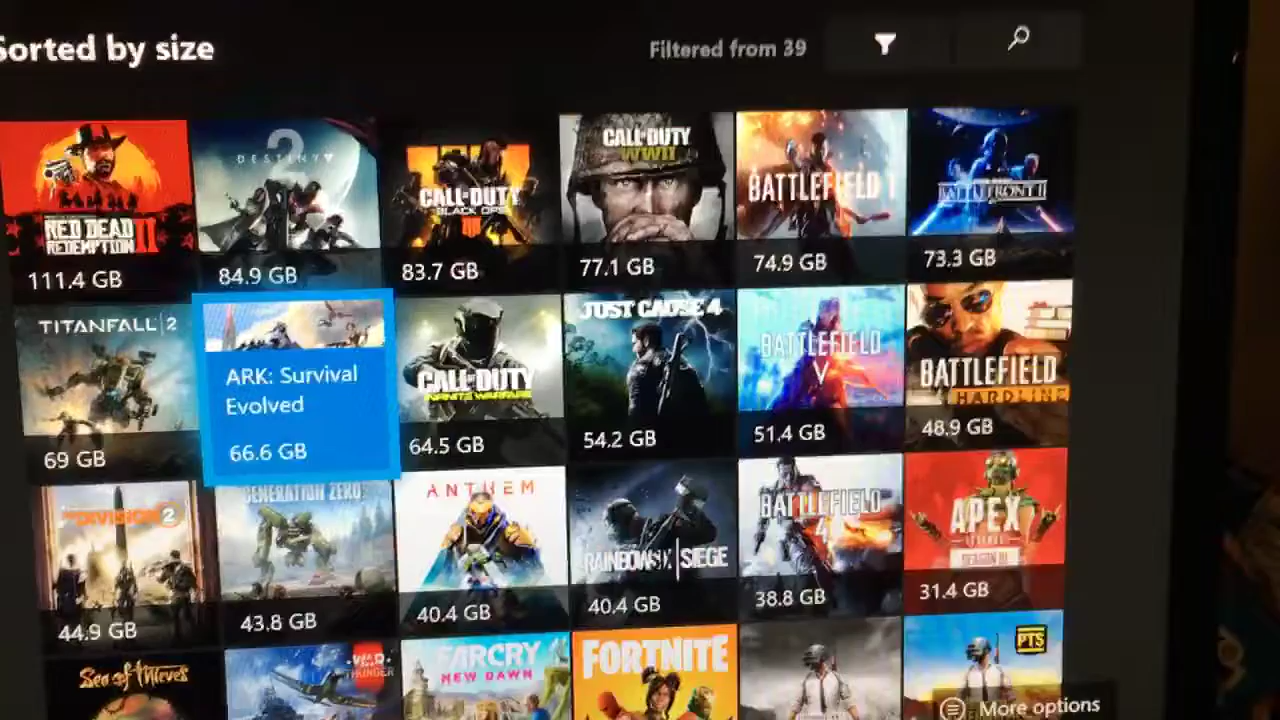 Sorted by size
Filtered from 39
RED DEAD
REDEMPTION II
111.4 GB
2
DESTINY
84.9 GB
CALL OF DUTY
BLACK OPS
IIII
83.7 GB
CALL OF DUTY
WWII
77.1 GB
BATTLEFIELD 1
74.9 GB
BATTLEFRONT II
73.3 GB
TITANFALL 2
69 GB
ARK: Survival
Evolved
66.6 GB
CALL OF DUTY
INFINITE WARFARE
64.5 GB
JUST CAUSE 4
54.2 GB
BATTLEFIELD
V
51.4 GB
BATTLEFIELD
HARDLINE
48.9 GB
THE DIVISION 2
44.9 GB
GENERATION ZERO
43.8 GB
ANTHEM
40.4 GB
RAINBOW SIX | SIEGE
40.4 GB
BATTLEFIELD
4
38.8 GB
APEX
LEGENDS
SEASON
31.4 GB
Sea of Thieves
WAR
THUNDER
FARCRY
NEW DAWN
FORTNITE
PTS
More options